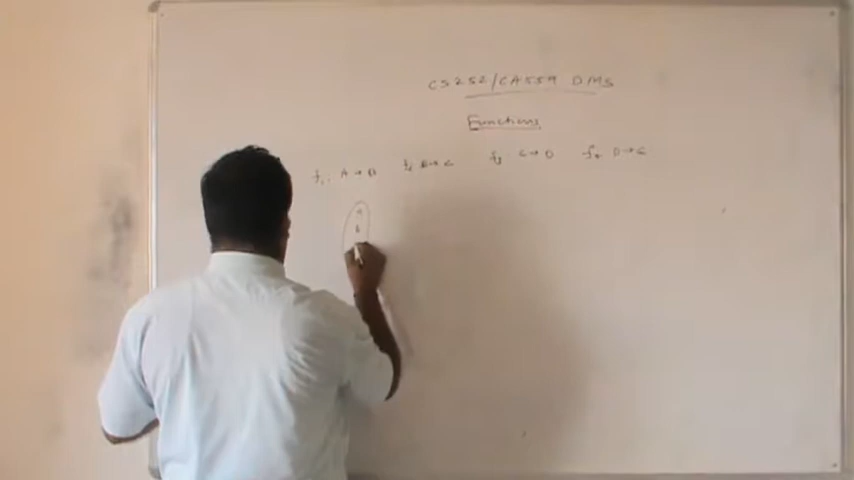 CS252/CA559 DMS
Functions
f₁: A → B f₂ B → C f₃ C → D f₄ D → C
a
b